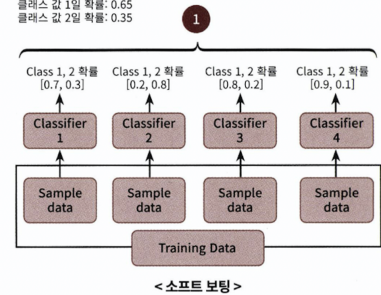 클래스 값 1일 확률: 0.65
클래스 값 2일 확률: 0.35
1
Class 1, 2 확률 Class 1, 2 확률 Class 1, 2 확률 Class 1, 2 확률
[0.7, 0.3] [0.2, 0.8] [0.8, 0.2] [0.9, 0.1]
Classifier Classifier Classifier Classifier
1 2 3 4
Sample Sample Sample Sample
data data data data
Training Data
< 소프트 보팅 >